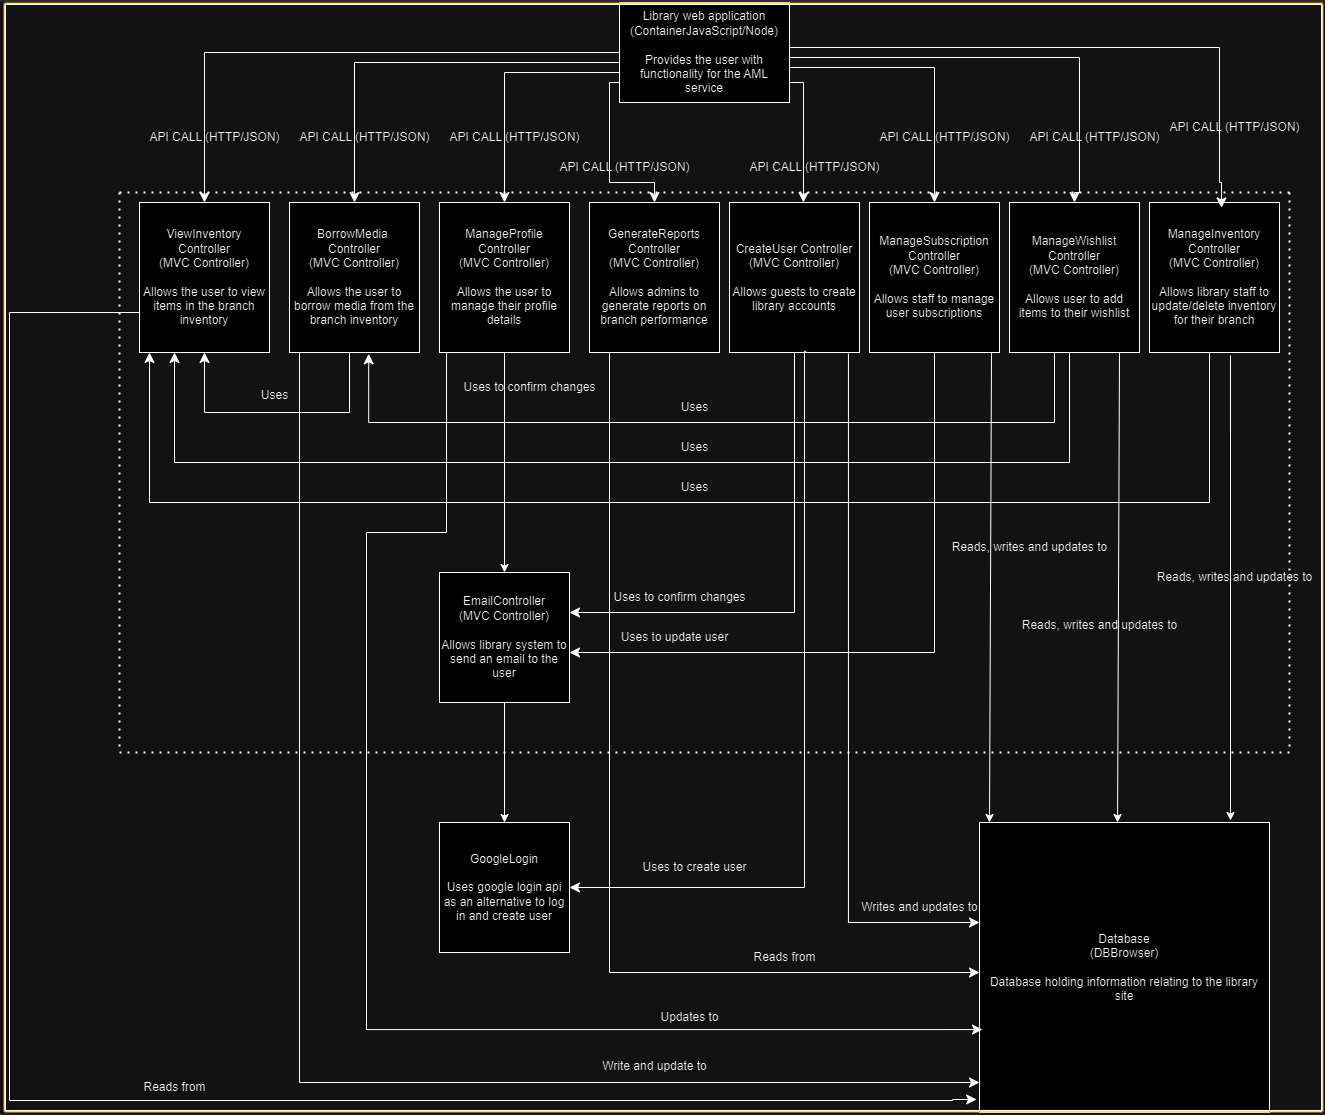 Library web application
(ContainerJavaScript/Node)
Provides the user with
functionality for the AML
service
API CALL (HTTP/JSON)
API CALL (HTTP/JSON)
API CALL (HTTP/JSON)
API CALL (HTTP/JSON)
API CALL (HTTP/JSON)
API CALL (HTTP/JSON)
API CALL (HTTP/JSON)
API CALL (HTTP/JSON)
ViewInventory
Controller
(MVC Controller)
Allows the user to view
items in the branch
inventory
BorrowMedia
Controller
(MVC Controller)
Allows the user to
borrow media from the
branch inventory
ManageProfile
Controller
(MVC Controller)
Allows the user to
manage their profile
details
GenerateReports
Controller
(MVC Controller)
Allows admins to
generate reports on
branch performance
CreateUser Controller
(MVC Controller)
Allows guests to create
library accounts
ManageSubscription
Controller
(MVC Controller)
Allows staff to manage
user subscriptions
ManageWishlist
Controller
(MVC Controller)
Allows user to add
items to their wishlist
ManageInventory
Controller
(MVC Controller)
Allows library staff to
update/delete inventory
for their branch
Uses
Uses to confirm changes
Uses
Uses
Uses
Reads, writes and updates to
Reads, writes and updates to
Reads, writes and updates to
EmailController
(MVC Controller)
Allows library system to
send an email to the
user
Uses to confirm changes
Uses to update user
GoogleLogin
Uses google login api
as an alternative to log
in and create user
Uses to create user
Writes and updates to
Reads from
Updates to
Write and update to
Reads from
Database
(DBBrowser)
Database holding information relating to the library
site